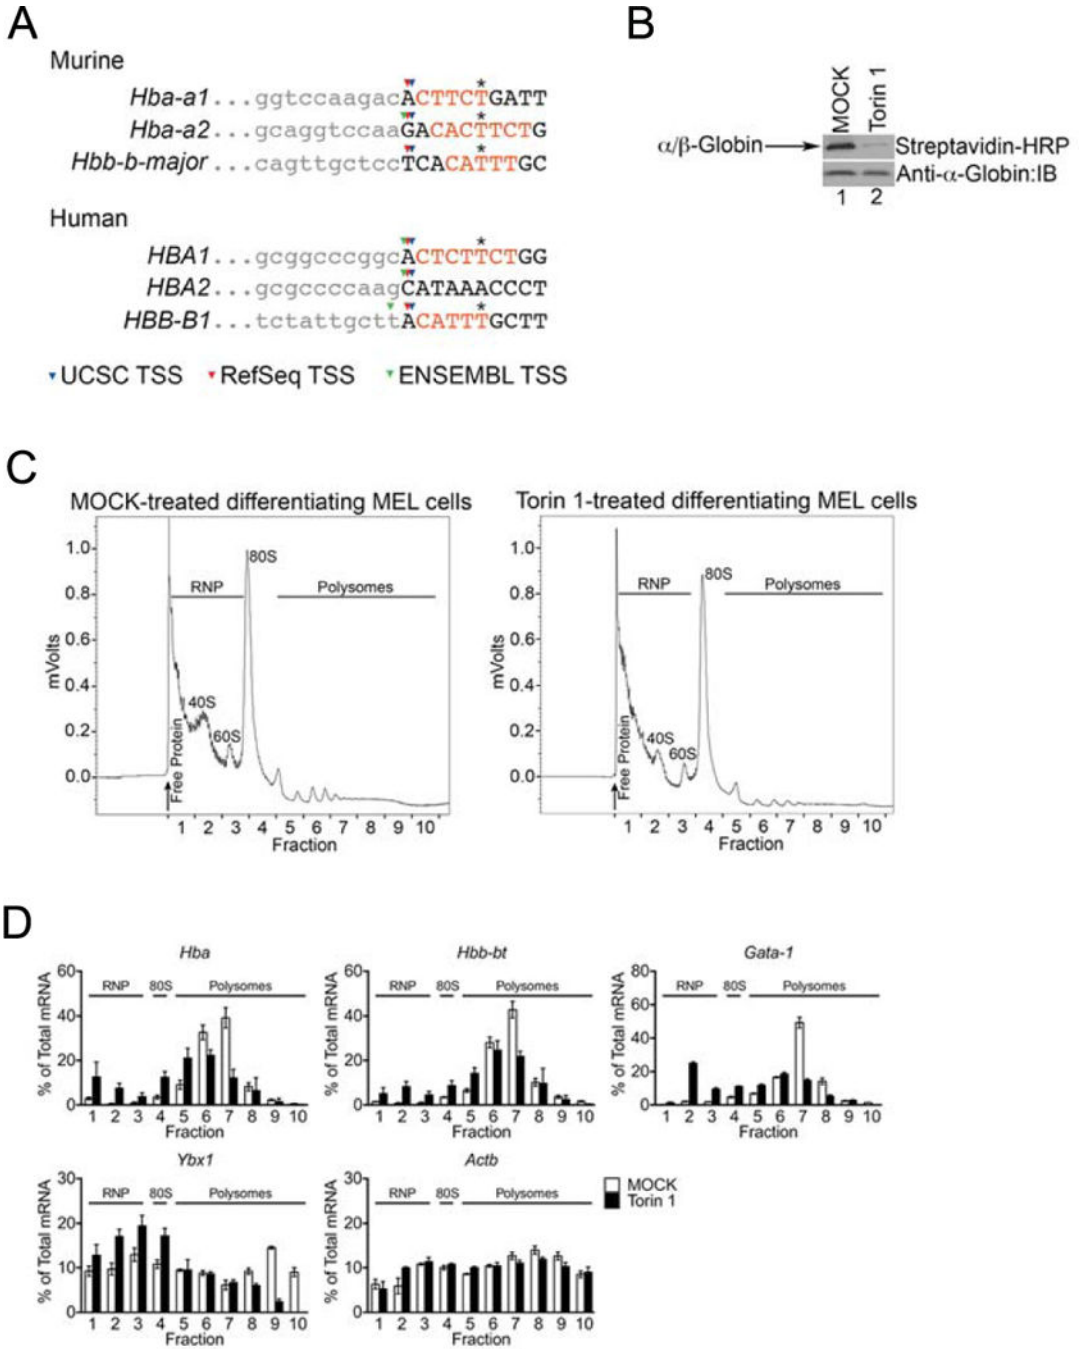 A
Murine
Hba-a1...ggtccaagacACTTCTGATT
Hba-a2...gcaggtccaaGACACTTCTG
Hbb-b-major...cagttgctccTCACATTTGC
Human
HBA1...gcggcccggcACTCTTCTGG
HBA2...gcgccccaagCATAAACCCT
HBB-B1...tctattgcttACATTTGCTT
* * * * *
UCSC TSS RefSeq TSS ENSEMBL TSS
B
MOCK
Torin 1
α/β-Globin Streptavidin-HRP
Anti-α-Globin:IB
1 2
C
MOCK-treated differentiating MEL cells
mVolts
1.0
0.8
0.6
0.4
0.2
0.0
RNP
80S
Polysomes
40S
60S
Free Protein
1 2 3 4 5 6 7 8 9 10
Fraction
Torin 1-treated differentiating MEL cells
mVolts
1.0
0.8
0.6
0.4
0.2
0.0
RNP
80S
Polysomes
40S
60S
Free Protein
1 2 3 4 5 6 7 8 9 10
Fraction
D
Hba
% of Total mRNA
60
40
20
0
RNP 80S Polysomes
1 2 3 4 5 6 7 8 9 10
Fraction
Hbb-bt
% of Total mRNA
60
40
20
0
RNP 80S Polysomes
1 2 3 4 5 6 7 8 9 10
Fraction
Gata-1
% of Total mRNA
80
60
40
20
0
RNP 80S Polysomes
1 2 3 4 5 6 7 8 9 10
Fraction
Ybx1
% of Total mRNA
30
20
10
0
RNP 80S Polysomes
1 2 3 4 5 6 7 8 9 10
Fraction
Actb
% of Total mRNA
30
20
10
0
RNP 80S Polysomes
1 2 3 4 5 6 7 8 9 10
Fraction
MOCK
Torin 1